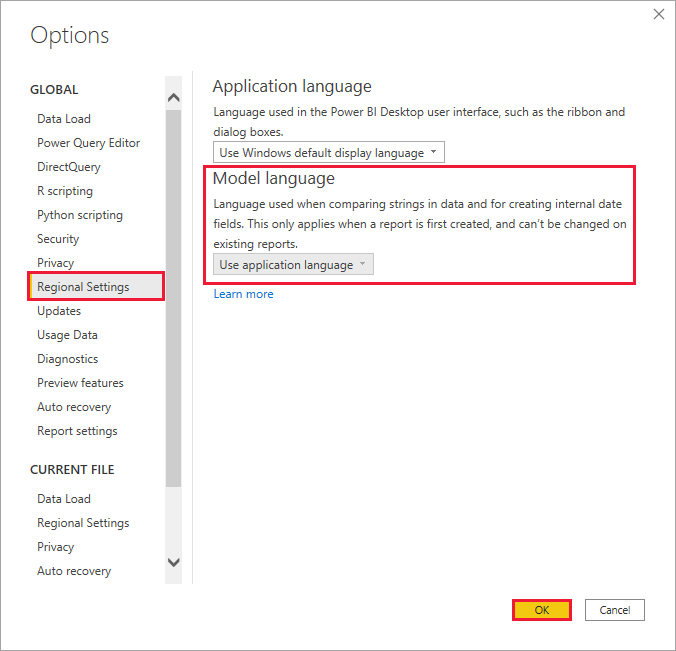 Options
GLOBAL
Data Load
Power Query Editor
DirectQuery
R scripting
Python scripting
Security
Privacy
Regional Settings
Updates
Usage Data
Diagnostics
Preview features
Auto recovery
Report settings
CURRENT FILE
Data Load
Regional Settings
Privacy
Auto recovery
Application language
Language used in the Power BI Desktop user interface, such as the ribbon and
dialog boxes.
Use Windows default display language
Model language
Language used when comparing strings in data and for creating internal date
fields. This only applies when a report is first created, and can't be changed on
existing reports.
Use application language
Learn more
OK
Cancel